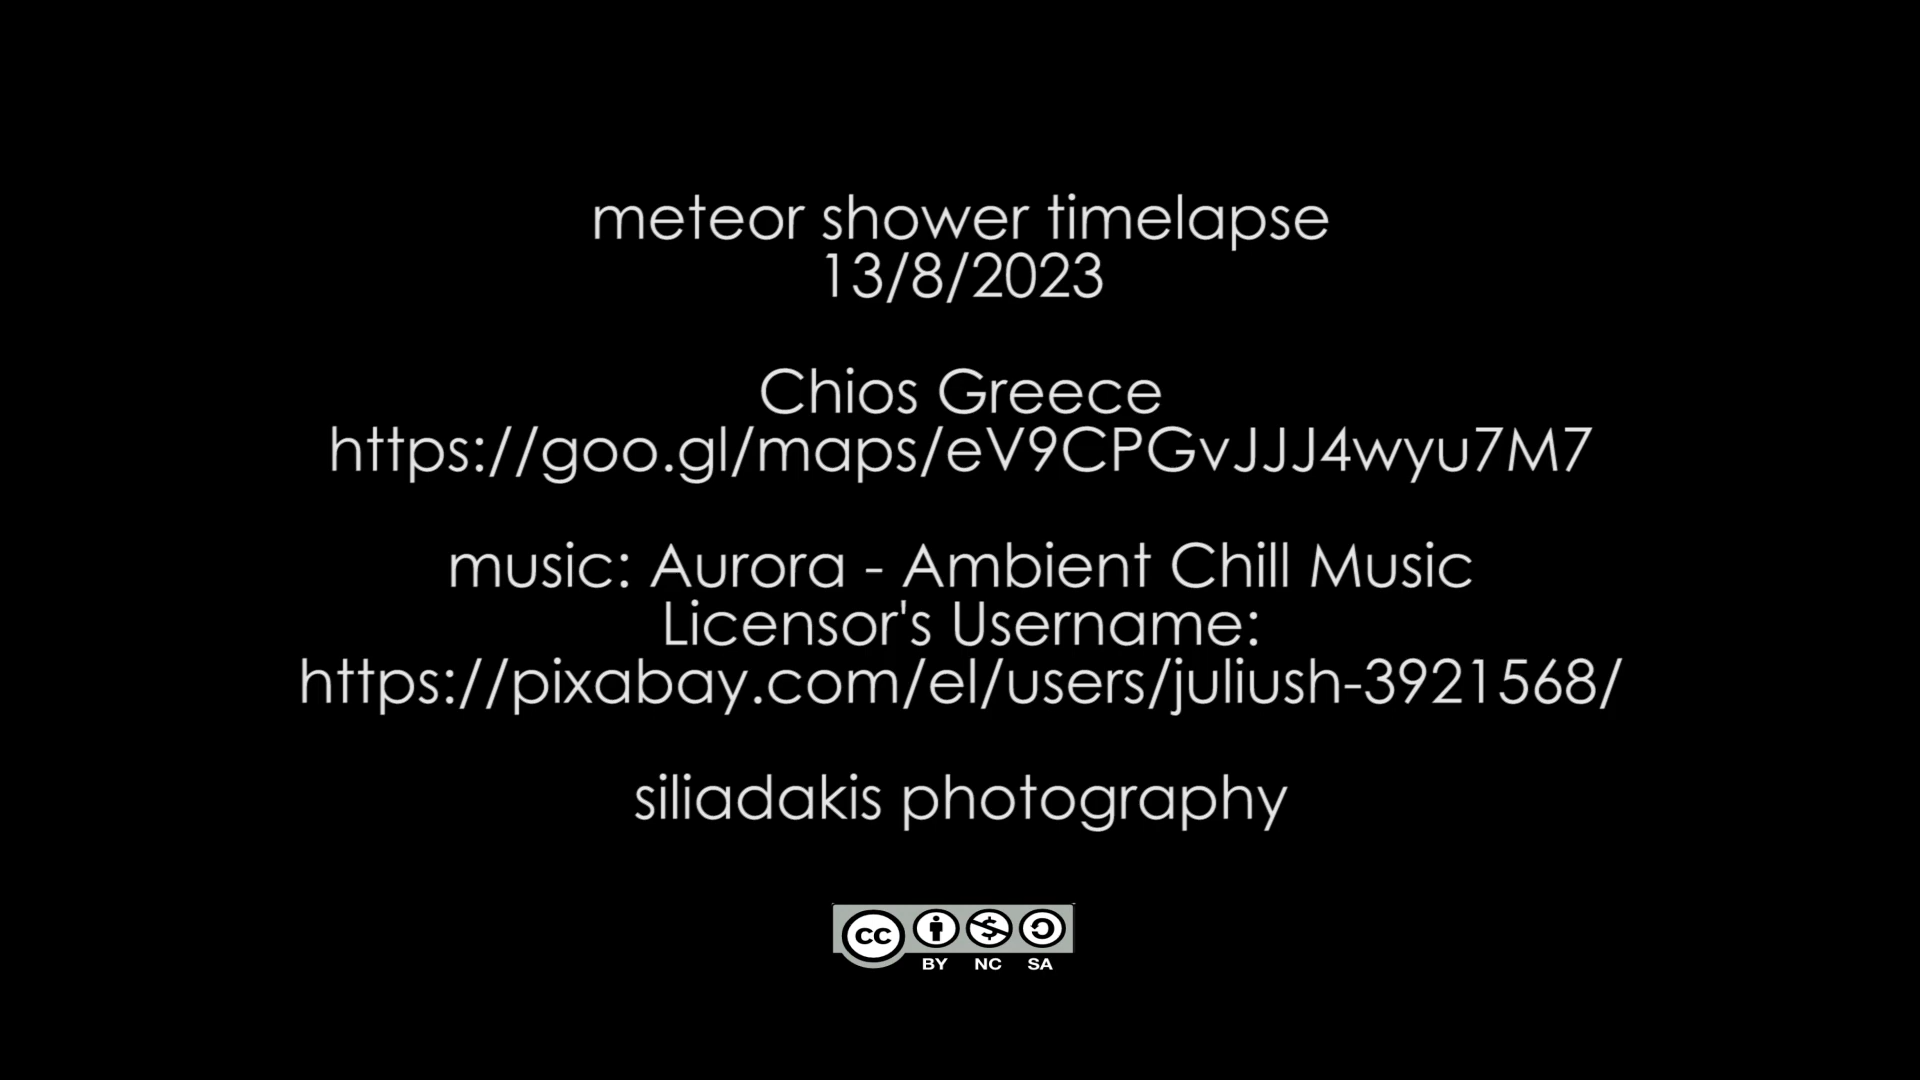 meteor shower timelapse
13/8/2023
Chios Greece
https://goo.gl/maps/eV9CPGvJJJ4wyu7M7
music: Aurora - Ambient Chill Music
Licensor's Username:
https://pixabay.com/el/users/juliush-3921568/
siliadakis photography
cc BY NC SA